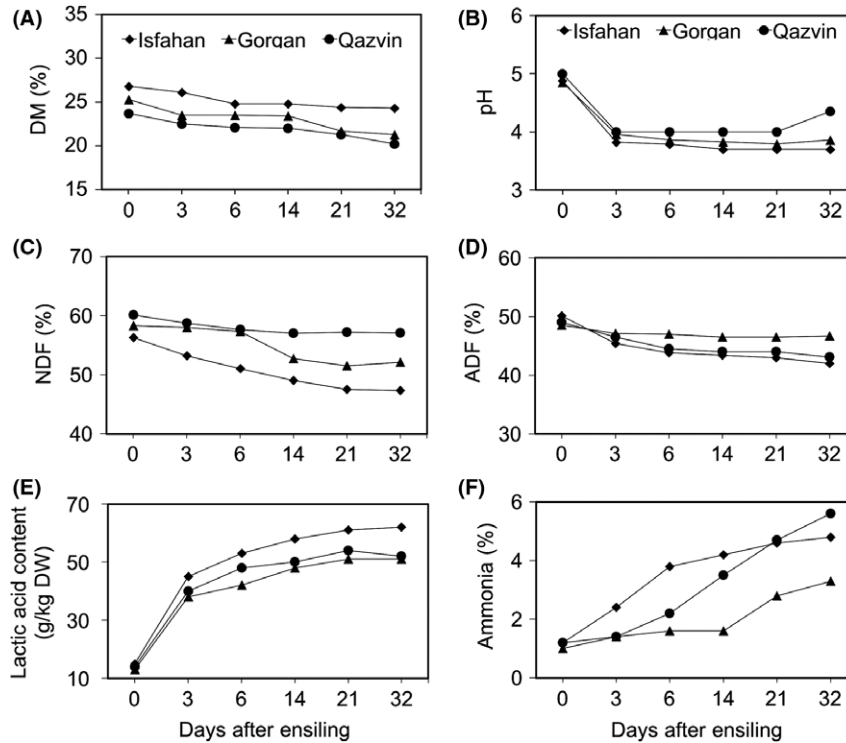 (A)
Isfahan Gorgan Qazvin
DM (%)
35
30
25
20
15
0 3 6 14 21 32
(B)
Isfahan Gorgan Qazvin
pH
6
5
4
3
0 3 6 14 21 32
(C)
NDF (%)
70
60
50
40
0 3 6 14 21 32
(D)
ADF (%)
60
50
40
30
0 3 6 14 21 32
(E)
Lactic acid content
(g/kg DW)
70
50
30
10
0 3 6 14 21 32
Days after ensiling
(F)
Ammonia (%)
6
4
2
0
0 3 6 14 21 32
Days after ensiling